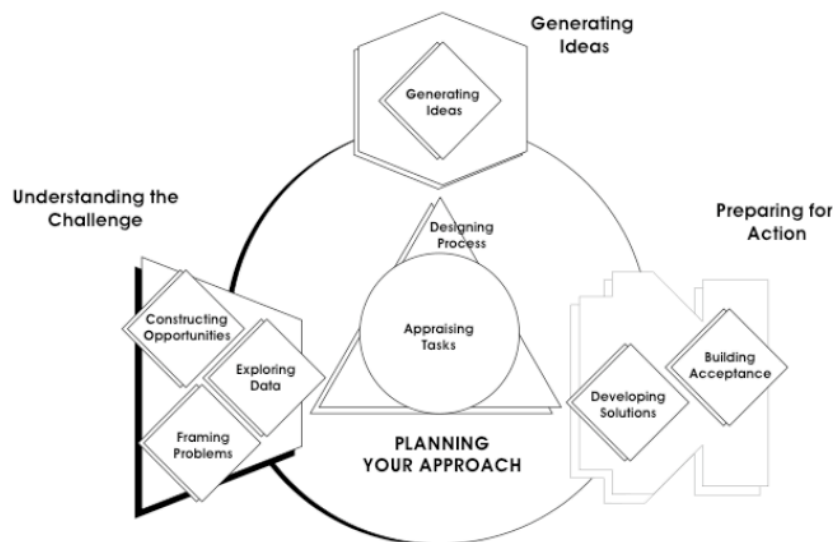 Generating
Ideas
Generating
Ideas
Understanding the
Challenge
Preparing for
Action
Designing
Process
Constructing
Opportunities
Appraising
Tasks
Exploring
Data
Building
Acceptance
Developing
Solutions
Framing
Problems
PLANNING
YOUR APPROACH